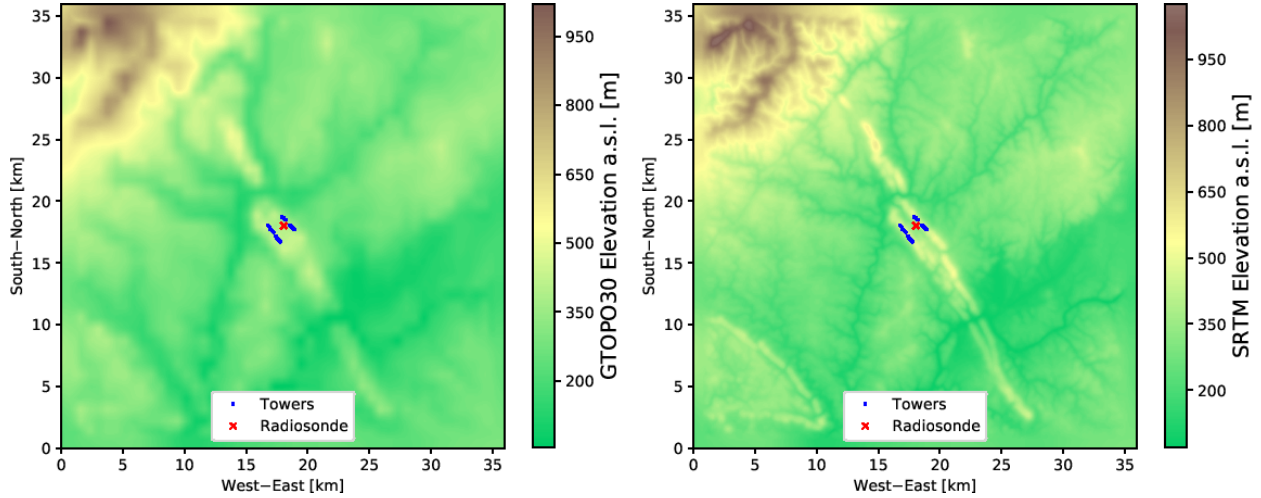 35
30
25
20
15
10
5
0
South−North [km]
0 5 10 15 20 25 30 35
West−East [km]
Towers
Radiosonde
950
800
650
500
350
200
GTOPO30 Elevation a.s.l. [m]
35
30
25
20
15
10
5
0
South−North [km]
0 5 10 15 20 25 30 35
West−East [km]
Towers
Radiosonde
950
800
650
500
350
200
SRTM Elevation a.s.l. [m]